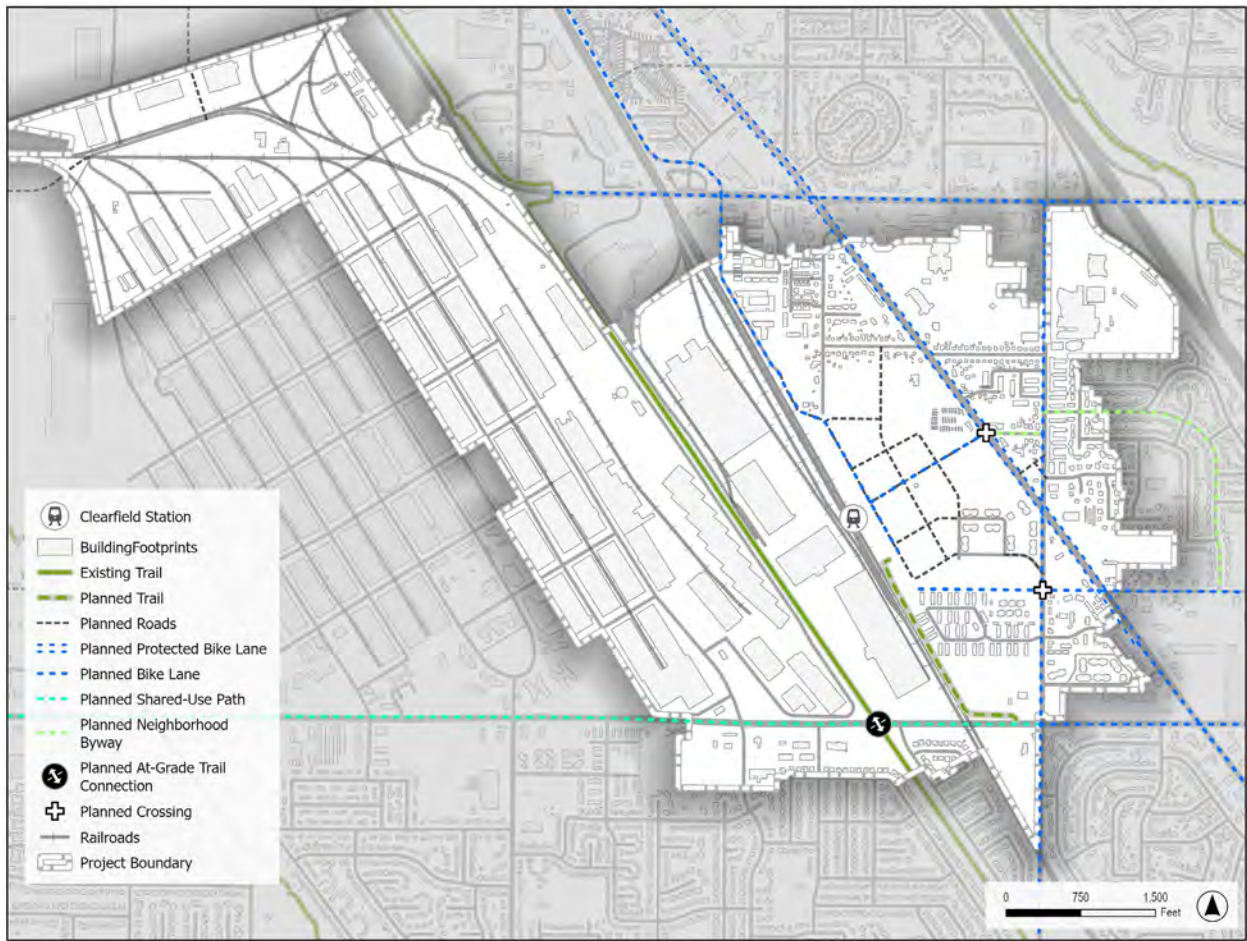 Clearfield Station
BuildingFootprints
Existing Trail
Planned Trail
Planned Roads
Planned Protected Bike Lane
Planned Bike Lane
Planned Shared-Use Path
Planned Neighborhood
Byway
Planned At-Grade Trail
Connection
Planned Crossing
Railroads
Project Boundary
0 750 1,500
Feet